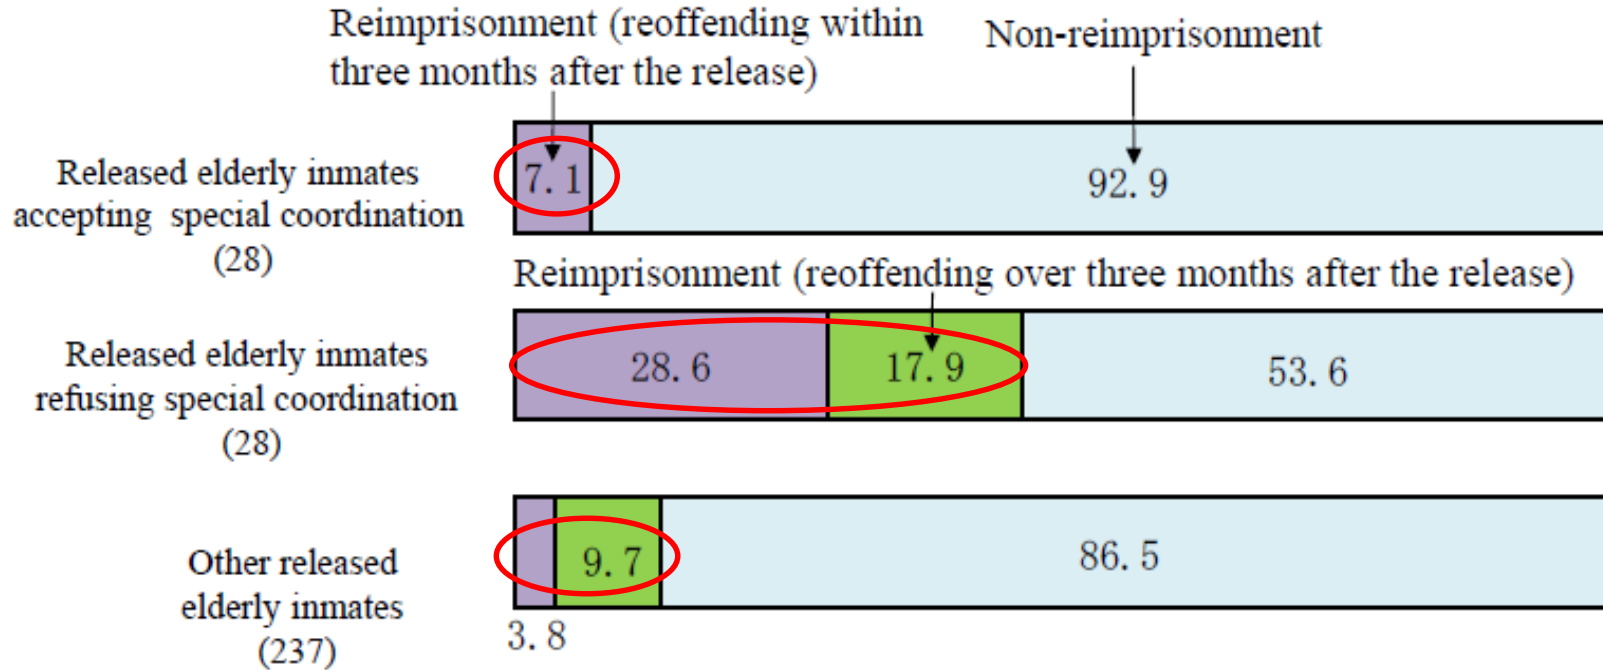 Reimprisonment (reoffending within
three months after the release)
Non-reimprisonment
Released elderly inmates
accepting special coordination
(28)
7.1
92.9
Reimprisonment (reoffending over three months after the release)
Released elderly inmates
refusing special coordination
(28)
28.6
17.9
53.6
Other released
elderly inmates
(237)
9.7
86.5
3.8